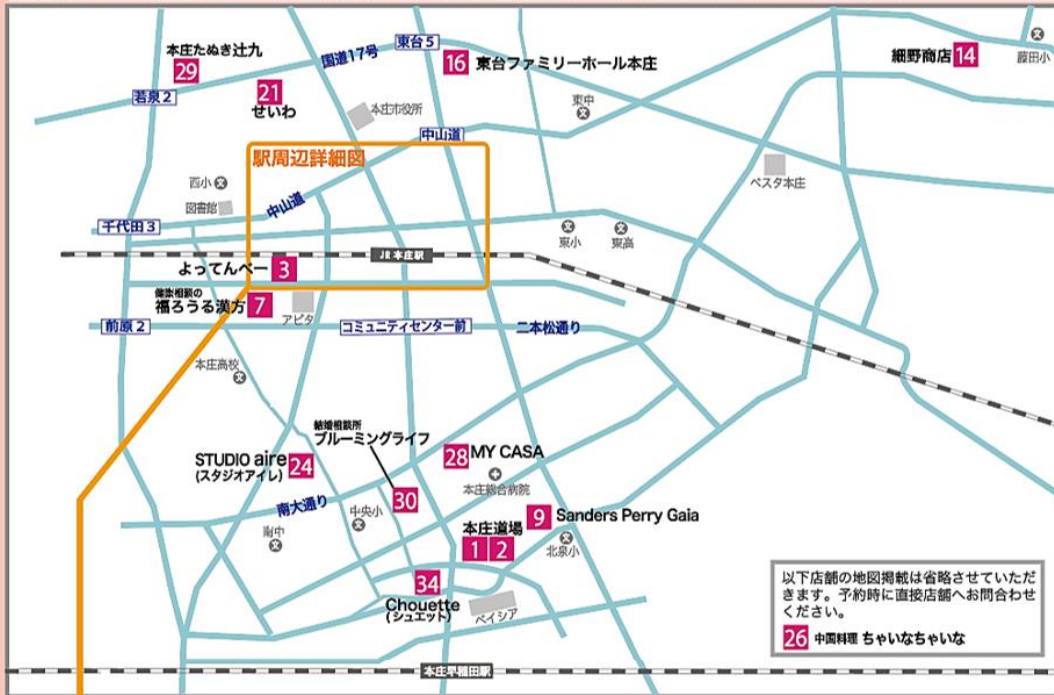 本庄たぬき辻九
29
若泉2
21
せいわ
国道17号
東台5
16 東台ファミリーホール本庄
細野商店 14
藤田小
本庄市役所
東中
中山道
駅周辺詳細図
西小
図書館
中山道
ベスタ本庄
千代田3
東小
東高
JR本庄駅
よってんべー 3
健康相談の
福ろうる漢方 7
アピタ
前原2
コミュニティセンター前
二本松通り
本庄高校
結婚相談所
ブルーミングライフ
30
STUDIO aire 24
(スタジオアイレ)
28 MY CASA
本庄総合病院
南大通り
中央小
南中
9 Sanders Perry Gaia
本庄道場
1 2
北泉小
34
Chouette
(シュエット)
ベイシア
以下店舗の地図掲載は省略させていただ
きます。予約時に直接店舗へお問合わせ
ください。
26 中国料理 ちゃいなちゃいな
本庄早稲田駅